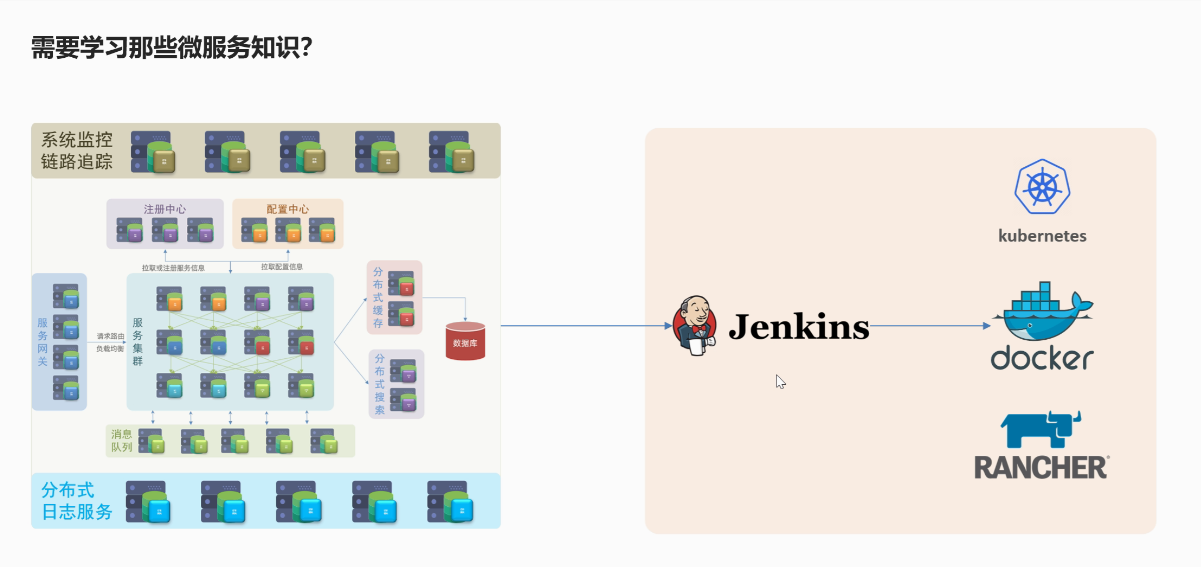 需要学习那些微服务知识?
系统监控
链路追踪
注册中心
配置中心
拉取或注册服务信息
拉取配置信息
服务网关
请求路由
负载均衡
服务集群
分布式缓存
分布式搜索
数据库
消息
队列
分布式
日志服务
Jenkins
kubernetes
docker
RANCHER